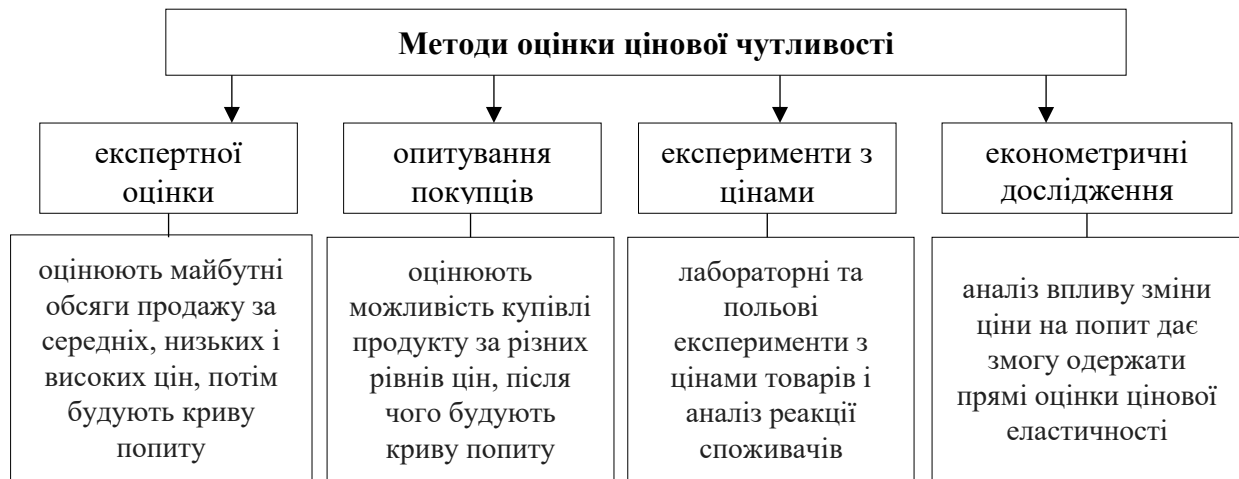 Методи оцінки цінової чутливості
експертної
оцінки
опитування
покупців
експерименти з
цінами
економетричні
дослідження
оцінюють майбутні
обсяги продажу за
середніх, низьких і
високих цін, потім
будують криву
попиту
оцінюють
можливість купівлі
продукту за різних
рівнів цін, після
чого будують
криву попиту
лабораторні та
польові
експерименти з
цінами товарів і
аналіз реакції
споживачів
аналіз впливу зміни
ціни на попит дає
змогу одержати
прямі оцінки цінової
еластичності